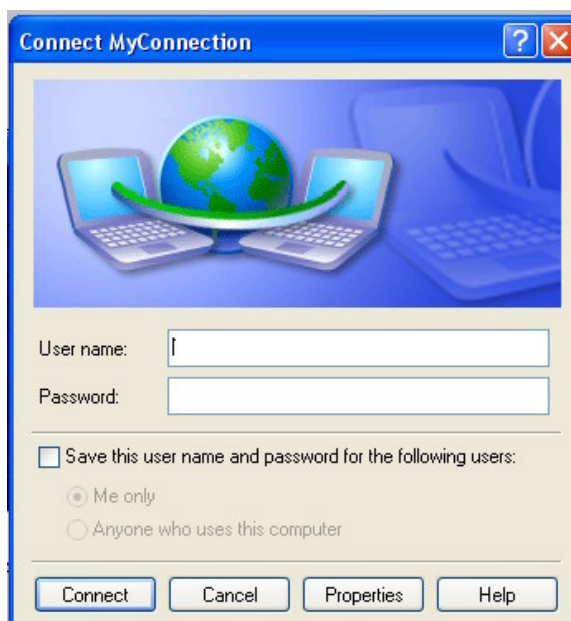 Connect MyConnection
User name:
Password:
Save this user name and password for the following users:
Me only
Anyone who uses this computer
Connect Cancel Properties Help